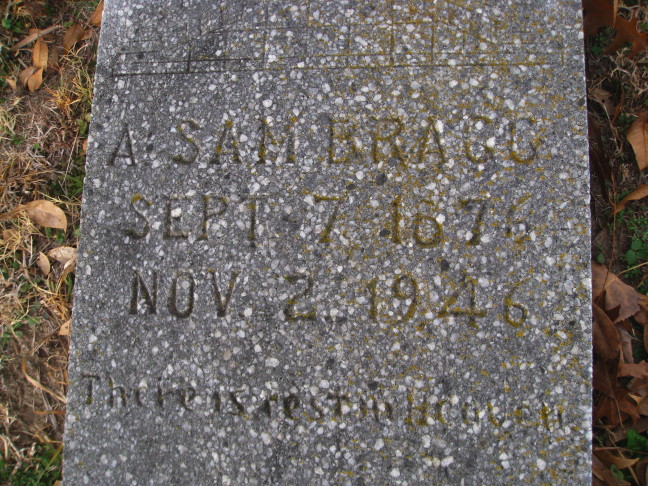 A. SAM BRAGG
SEPT 7 1876
NOV 2 1946
There is rest in Heaven